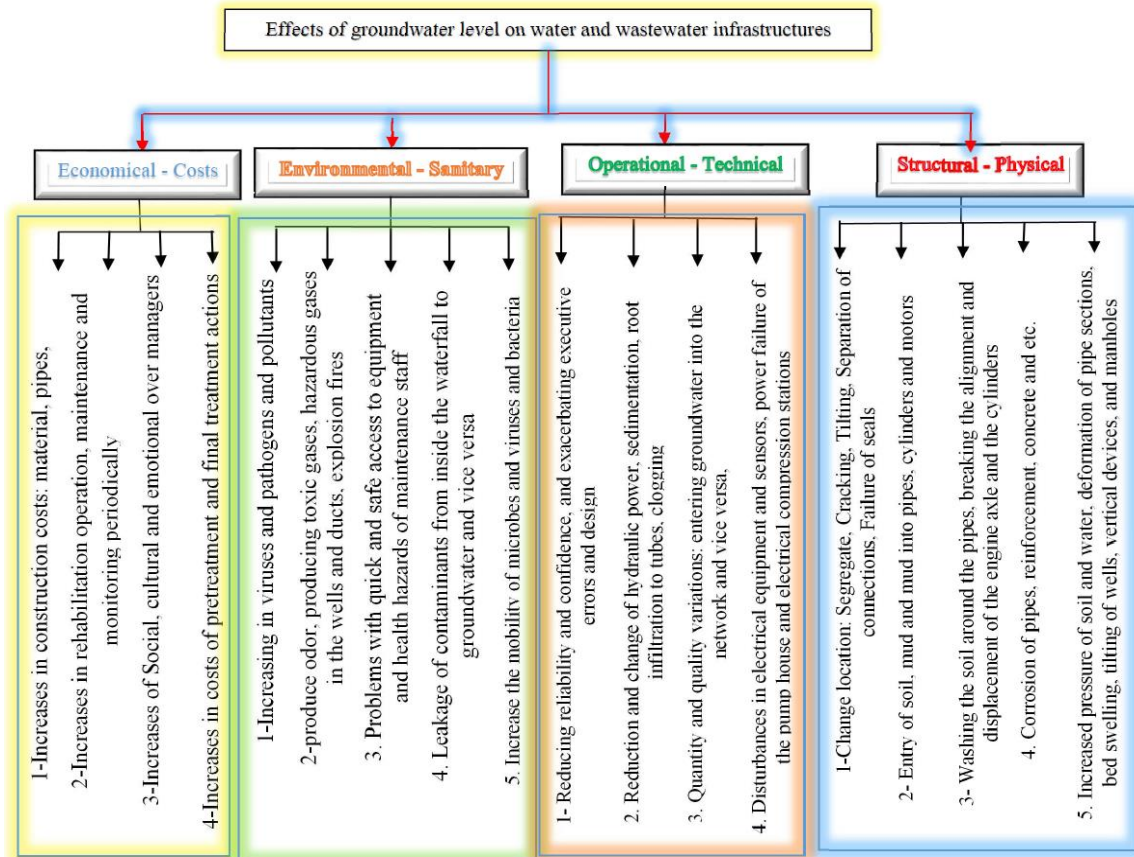 Effects of groundwater level on water and wastewater infrastructures
Economical - Costs
1-Increases in construction costs: material, pipes,
2-Increases in rehabilitation operation, maintenance and
monitoring periodically
3-Increases of Social, cultural and emotional over managers
4-Increases in costs of pretreatment and final treatment actions
Environmental - Sanitary
1-Increasing in viruses and pathogens and pollutants
2-produce odor, producing toxic gases, hazardous gases
in the wells and ducts, explosion fires
3. Problems with quick and safe access to equipment
and health hazards of maintenance staff
4. Leakage of contaminants from inside the waterfall to
groundwater and vice versa
5. Increase the mobility of microbes and viruses and bacteria
Operational - Technical
1- Reducing reliability and confidence, and exacerbating executive
errors and design
2. Reduction and change of hydraulic power, sedimentation, root
infiltration to tubes, clogging
3. Quantity and quality variations: entering groundwater into the
network and vice versa,
4. Disturbances in electrical equipment and sensors, power failure of
the pump house and electrical compression stations
Structural - Physical
1-Change location: Segregate, Cracking, Tilting, Separation of
connections, Failure of seals
2- Entry of soil, mud and mud into pipes, cylinders and motors
3- Washing the soil around the pipes, breaking the alignment and
displacement of the engine axle and the cylinders
4. Corrosion of pipes, reinforcement, concrete and etc.
5. Increased pressure of soil and water, deformation of pipe sections,
bed swelling, tilting of wells, vertical devices, and manholes